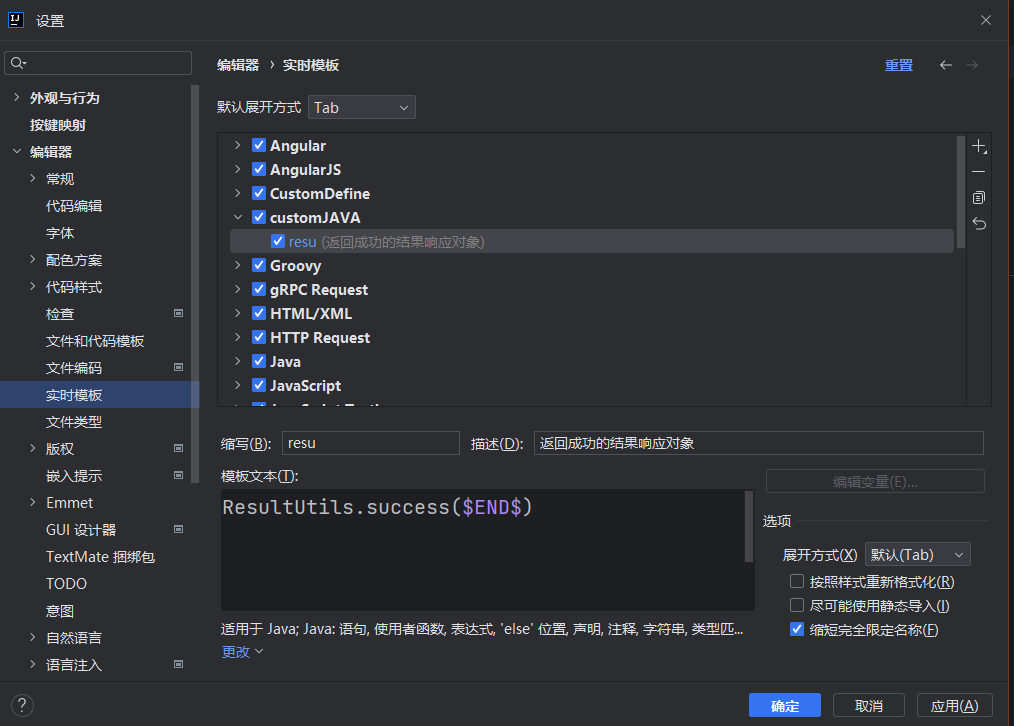 设置
编辑器 › 实时模板
重置
外观与行为
按键映射
编辑器
常规
代码编辑
字体
配色方案
代码样式
检查
文件和代码模板
文件编码
实时模板
文件类型
版权
嵌入提示
Emmet
GUI 设计器
TextMate 捆绑包
TODO
意图
自然语言
语言注入
默认展开方式 Tab
Angular
AngularJS
CustomDefine
customJAVA
resu (返回成功的结果响应对象)
Groovy
gRPC Request
HTML/XML
HTTP Request
Java
JavaScript
缩写(B): resu 描述(D): 返回成功的结果响应对象
模板文本(T):
ResultUtils.success($END$)
编辑变量(E)...
选项
展开方式(X) 默认(Tab)
按照样式重新格式化(R)
尽可能使用静态导入(I)
缩短完全限定名称(F)
适用于 Java; Java: 语句, 使用者函数, 表达式, 'else' 位置, 声明, 注释, 字符串, 类型匹...
更改
? 确定 取消 应用(A)